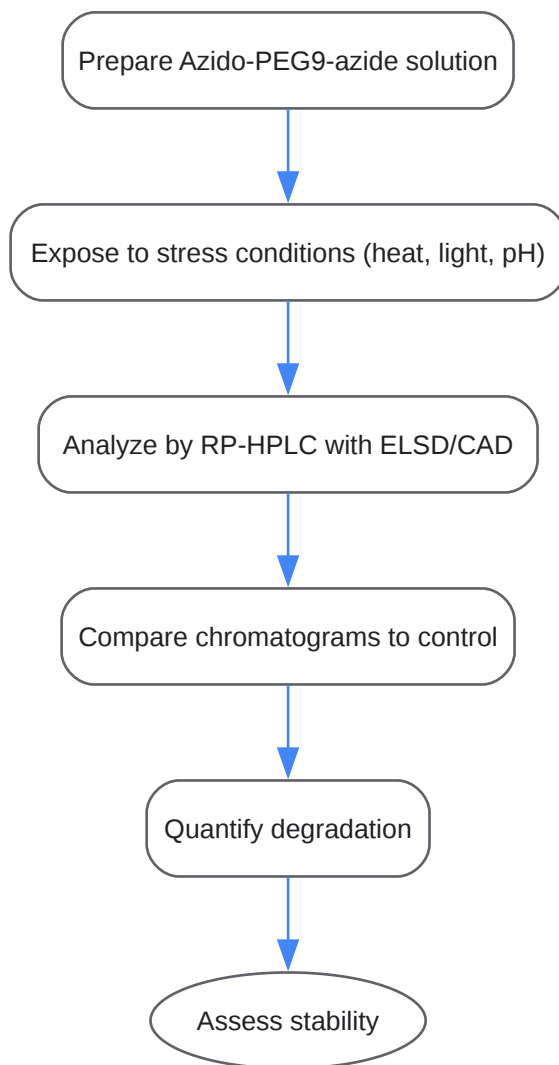 Prepare Azido-PEG9-azide solution
Expose to stress conditions (heat, light, pH)
Analyze by RP-HPLC with ELSD/CAD
Compare chromatograms to control
Quantify degradation
Assess stability